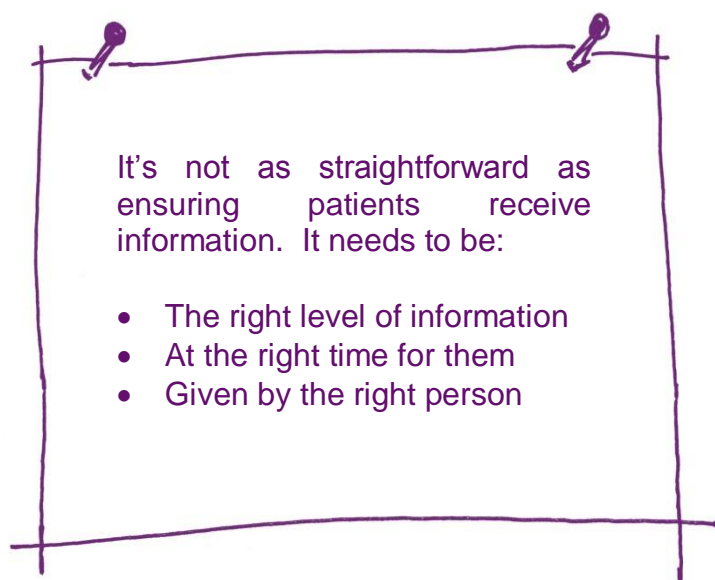 It’s not as straightforward as
ensuring patients receive
information.  It needs to be:
• The right level of information
• At the right time for them
• Given by the right person